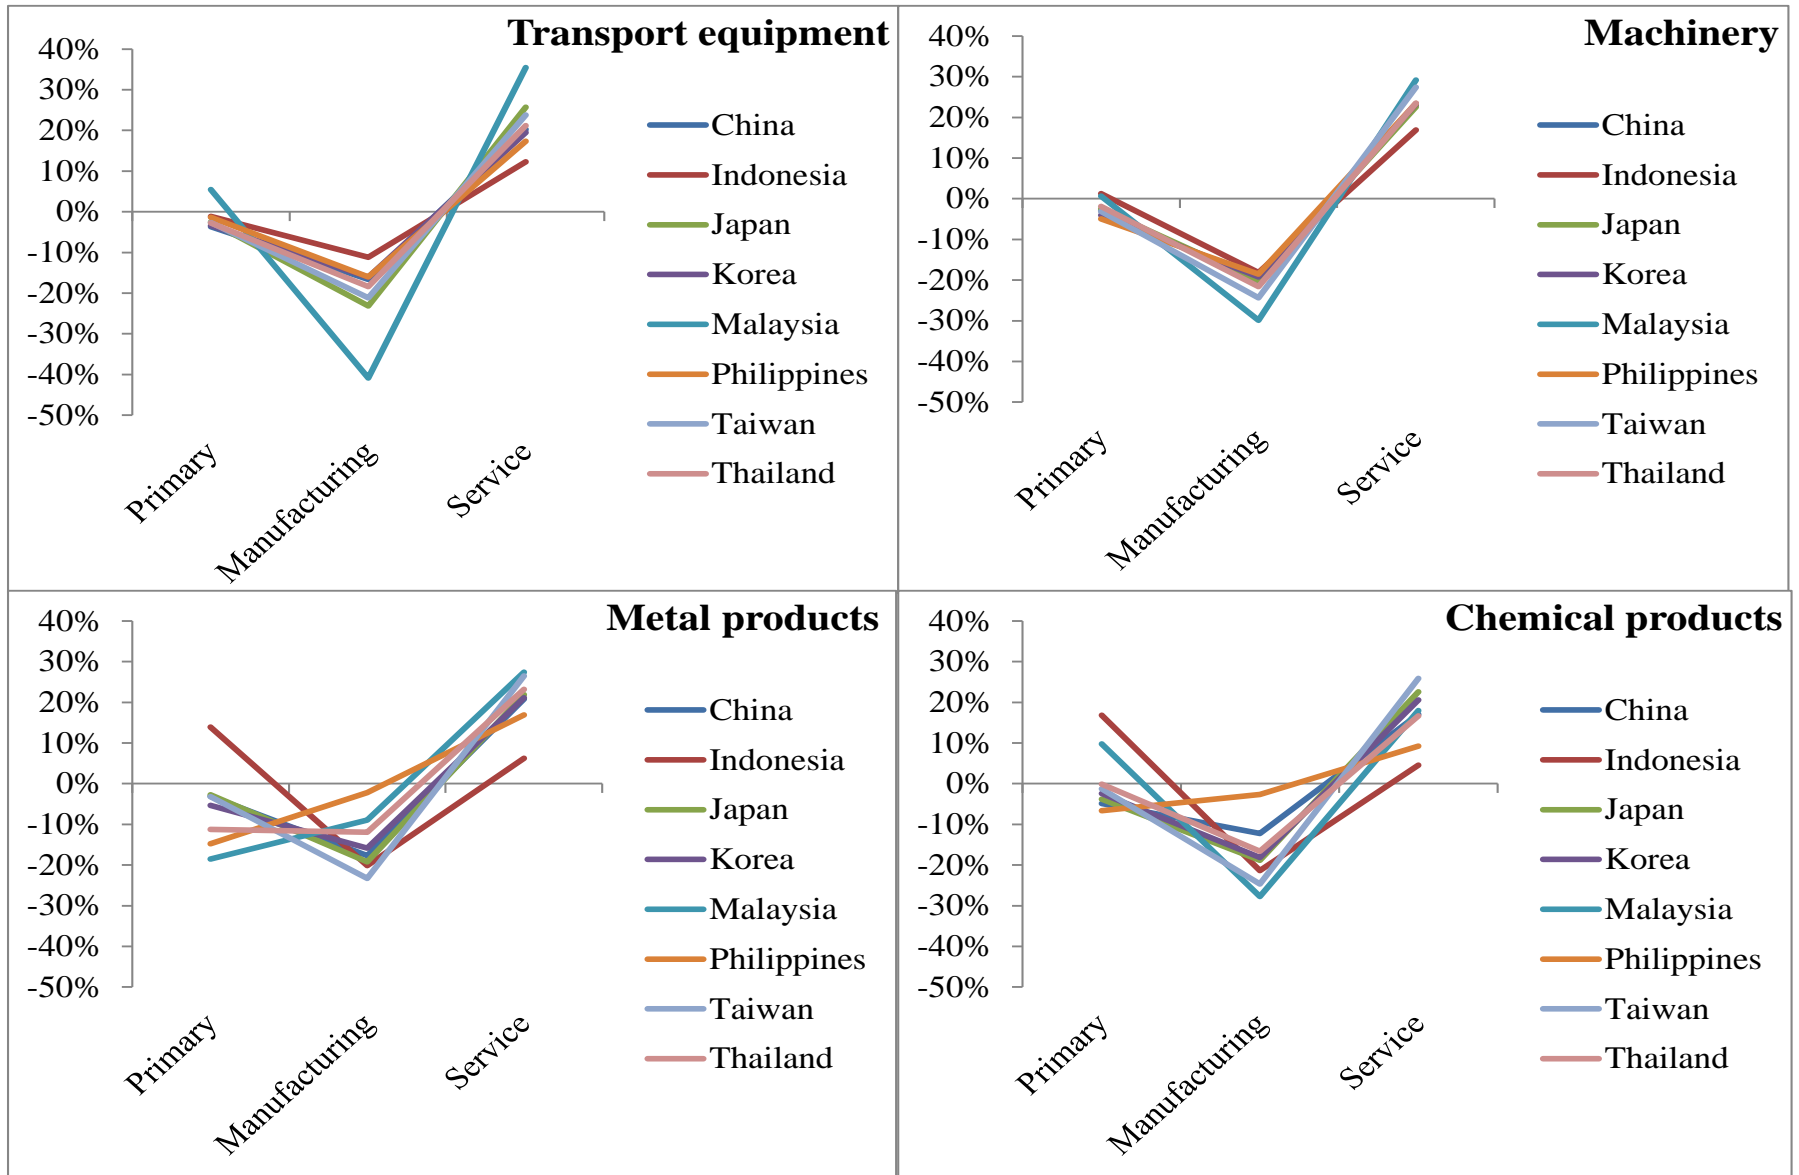 Transport equipment
40%
30%
20%
10%
0%
-10%
-20%
-30%
-40%
-50%
Primary
Manufacturing
Service
China
Indonesia
Japan
Korea
Malaysia
Philippines
Taiwan
Thailand
Machinery
40%
30%
20%
10%
0%
-10%
-20%
-30%
-40%
-50%
Primary
Manufacturing
Service
China
Indonesia
Japan
Korea
Malaysia
Philippines
Taiwan
Thailand
Metal products
40%
30%
20%
10%
0%
-10%
-20%
-30%
-40%
-50%
Primary
Manufacturing
Service
China
Indonesia
Japan
Korea
Malaysia
Philippines
Taiwan
Thailand
Chemical products
40%
30%
20%
10%
0%
-10%
-20%
-30%
-40%
-50%
Primary
Manufacturing
Service
China
Indonesia
Japan
Korea
Malaysia
Philippines
Taiwan
Thailand